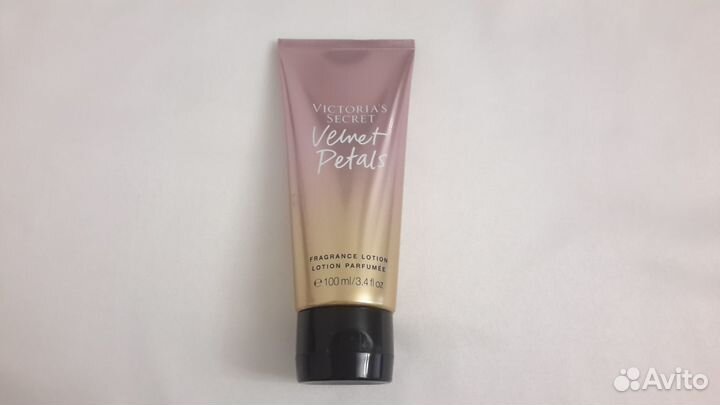 VICTORIA'S
SECRET
Velvet
Petals
FRAGRANCE LOTION
LOTION PARFUMÉE
℮ 100 ml/3.4 fl oz
Avito